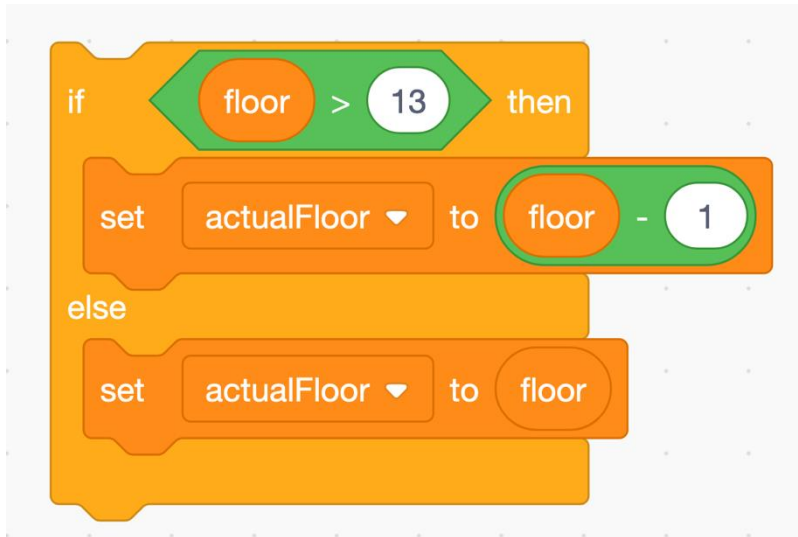 if floor > 13 then
set actualFloor to floor - 1
else
set actualFloor to floor